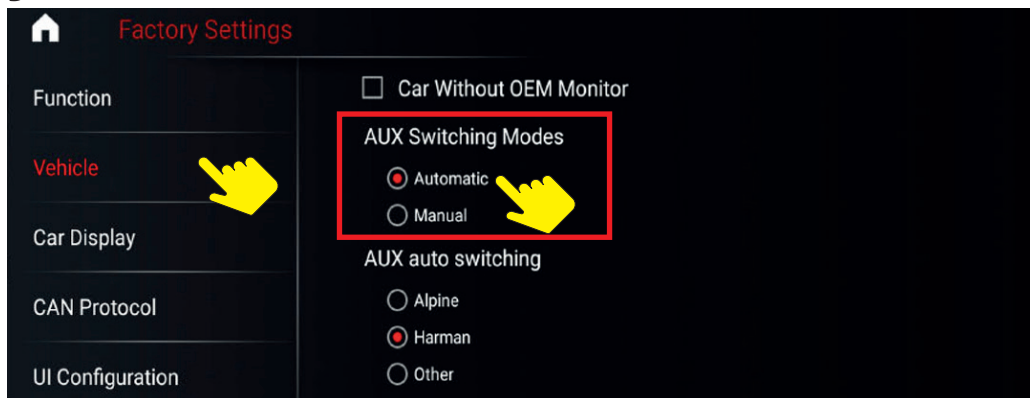 Factory Settings
Function
Vehicle
Car Display
CAN Protocol
UI Configuration
Car Without OEM Monitor
AUX Switching Modes
Automatic
Manual
AUX auto switching
Alpine
Harman
Other